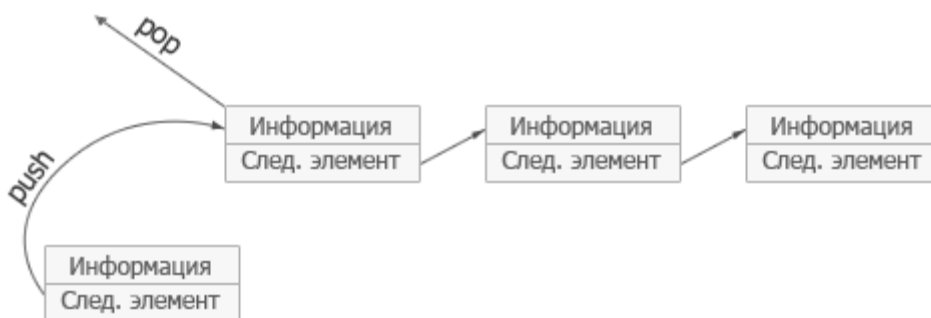 pop
push
Информация
След. элемент
Информация
След. элемент
Информация
След. элемент
Информация
След. элемент